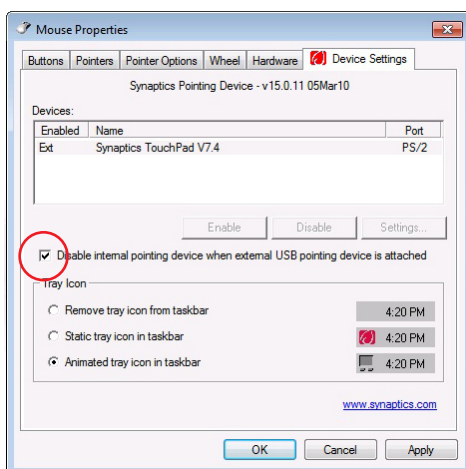 Mouse Properties
Buttons Pointers Pointer Options Wheel Hardware Device Settings
Synaptics Pointing Device - v15.0.11 05Mar10
Devices:
Enabled Name Port
Ext Synaptics TouchPad V7.4 PS/2
Enable Disable Settings...
Disable internal pointing device when external USB pointing device is attached
Tray Icon
Remove tray icon from taskbar 4:20 PM
Static tray icon in taskbar 4:20 PM
Animated tray icon in taskbar 4:20 PM
www.synaptics.com
OK Cancel Apply